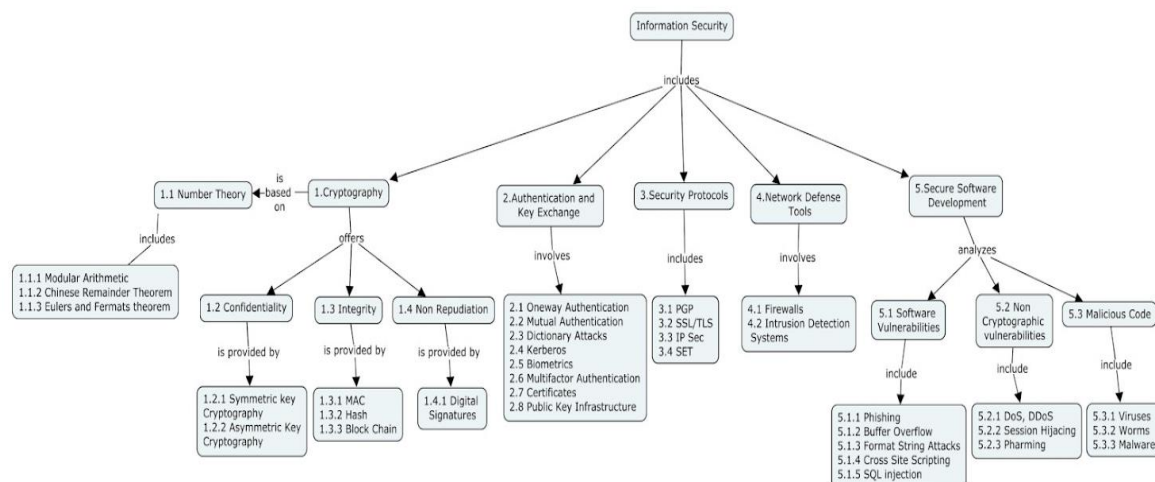 Information Security
includes
1.1 Number Theory
is
based
on
1.Cryptography
2.Authentication and
Key Exchange
3.Security Protocols
4.Network Defense
Tools
5.Secure Software
Development
includes
offers
involves
includes
involves
analyzes
1.1.1 Modular Arithmetic
1.1.2 Chinese Remainder Theorem
1.1.3 Eulers and Fermats theorem
1.2 Confidentiality
1.3 Integrity
1.4 Non Repudiation
2.1 Oneway Authentication
2.2 Mutual Authentication
2.3 Dictionary Attacks
2.4 Kerberos
2.5 Biometrics
2.6 Multifactor Authentication
2.7 Certificates
2.8 Public Key Infrastructure
3.1 PGP
3.2 SSL/TLS
3.3 IP Sec
3.4 SET
4.1 Firewalls
4.2 Intrusion Detection
Systems
5.1 Software
Vulnerabilities
5.2 Non
Cryptographic
vulnerabilities
5.3 Malicious Code
is provided by
is provided by
is provided by
include
include
include
1.2.1 Symmetric key
Cryptography
1.2.2 Asymmetric Key
Cryptography
1.3.1 MAC
1.3.2 Hash
1.3.3 Block Chain
1.4.1 Digital
Signatures
5.1.1 Phishing
5.1.2 Buffer Overflow
5.1.3 Format String Attacks
5.1.4 Cross Site Scripting
5.1.5 SQL injection
5.2.1 DoS, DDoS
5.2.2 Session Hijacing
5.2.3 Pharming
5.3.1 Viruses
5.3.2 Worms
5.3.3 Malware